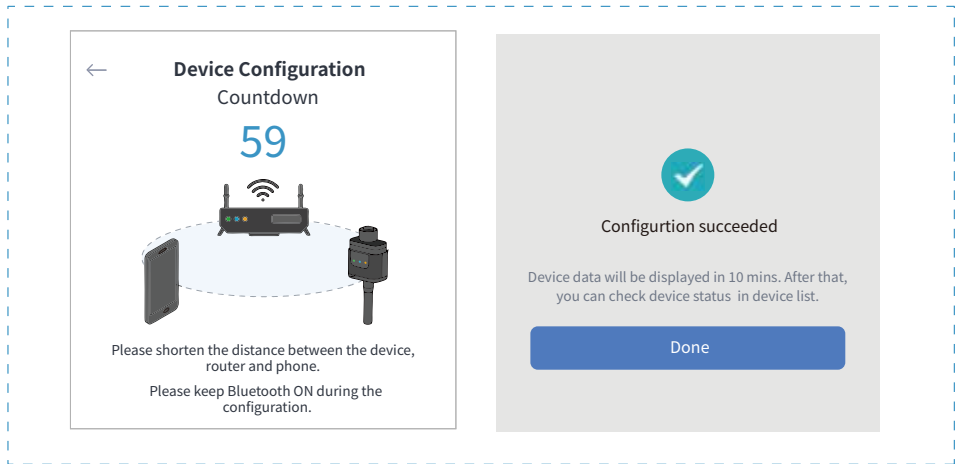 Device Configuration
Countdown
59
Please shorten the distance between the device,
router and phone.
Please keep Bluetooth ON during the
configuration.
Configurtion succeeded
Device data will be displayed in 10 mins. After that,
you can check device status in device list.
Done